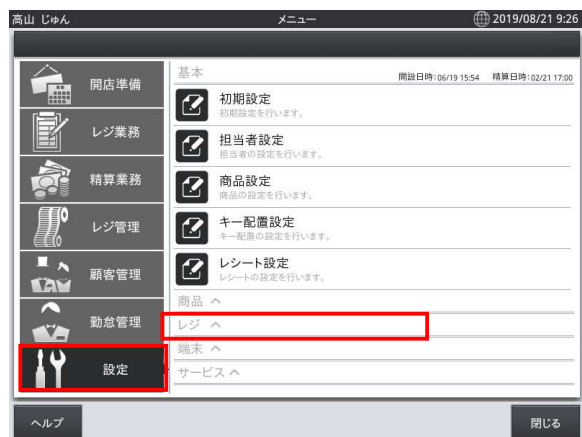 高山 じゅん
メニュー
2019/08/21 9:26
開店準備
レジ業務
精算業務
レジ管理
顧客管理
勤怠管理
設定
基本
開設日時:06/19 15:54 精算日時:02/21 17:00
初期設定
初期設定を行います。
担当者設定
担当者の設定を行います。
商品設定
商品の設定を行います。
キー配置設定
キー配置の設定を行います。
レシート設定
レシートの設定を行います。
商品
レジ
端末
サービス
ヘルプ
閉じる